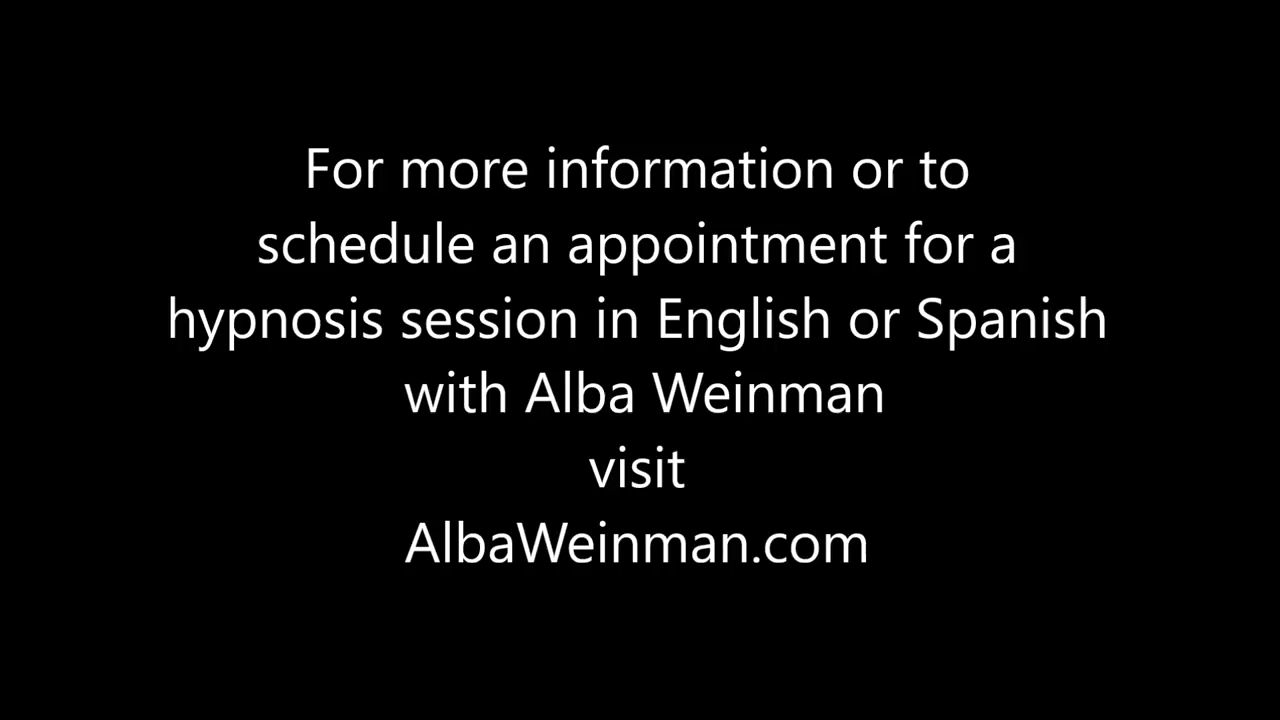 For more information or to
schedule an appointment for a
hypnosis session in English or Spanish
with Alba Weinman
visit
AlbaWeinman.com